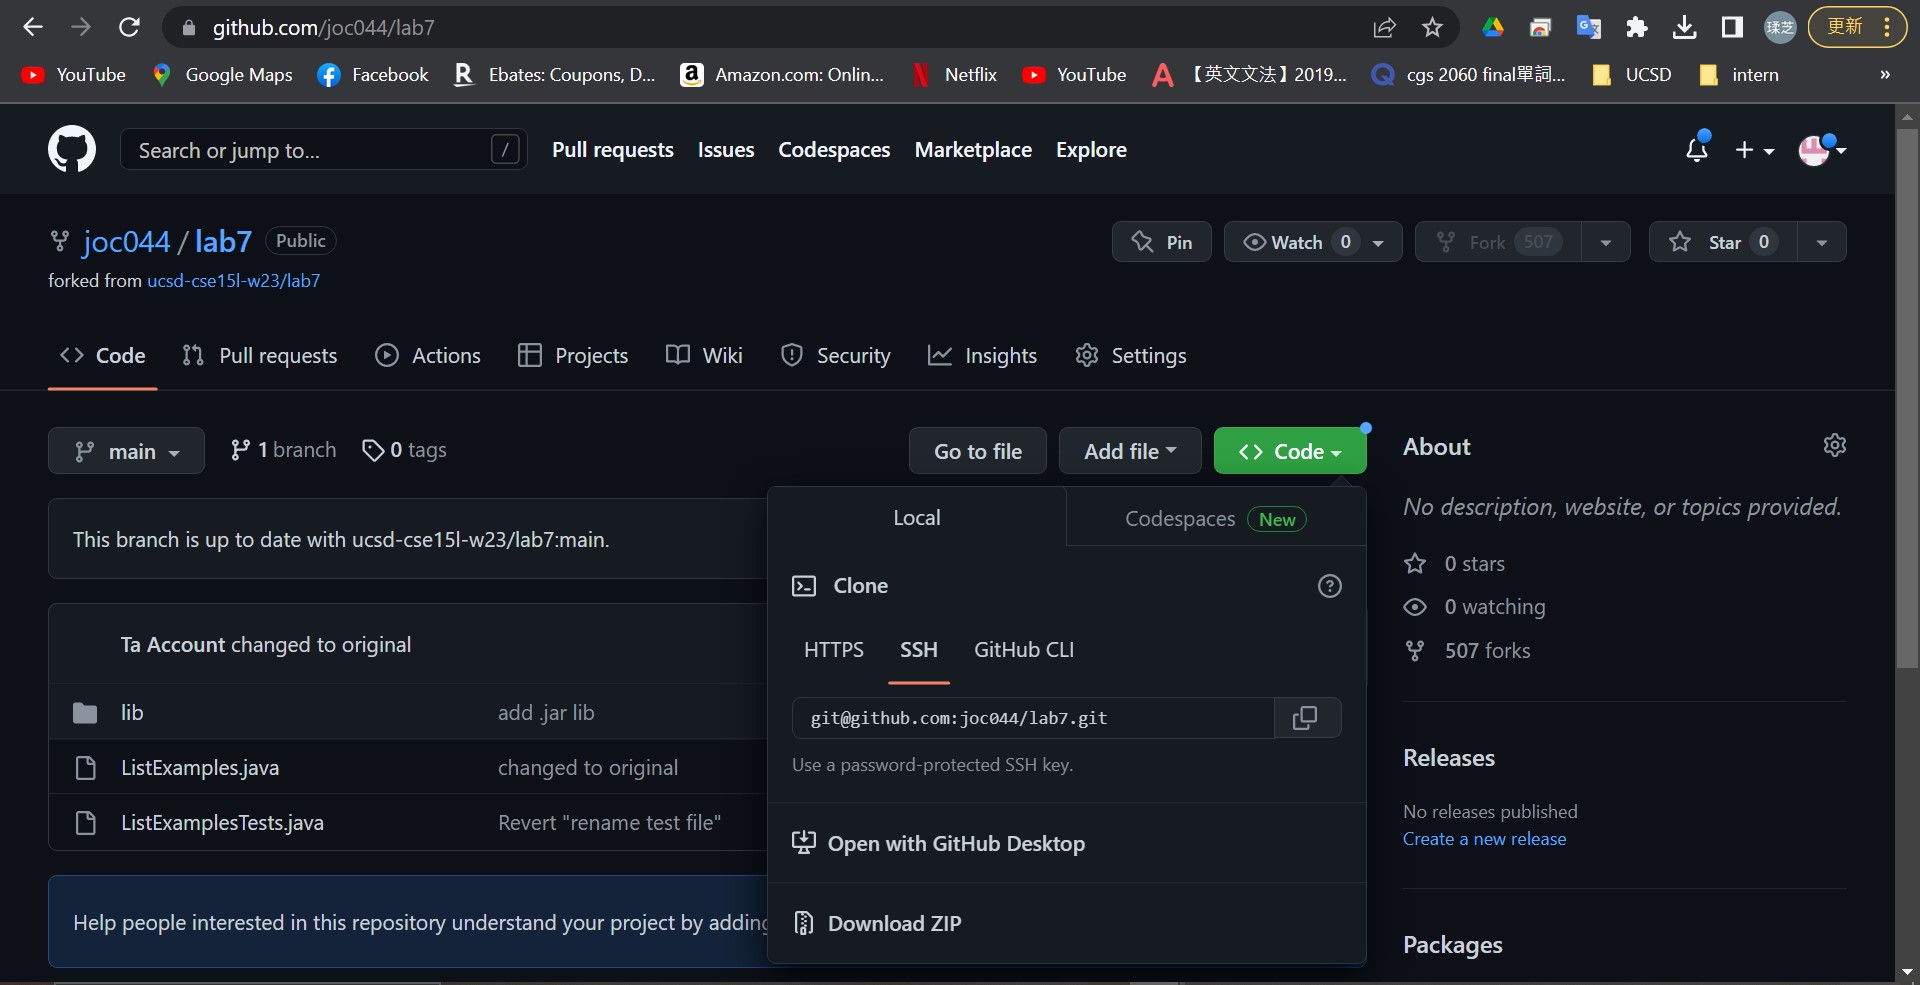 github.com/joc044/lab7
瑈芝
更新
YouTube
Google Maps
Facebook
R Ebates: Coupons, D...
a Amazon.com: Onlin...
Netflix
YouTube
【英文文法】2019...
cgs 2060 final單詞...
UCSD
intern
»
Search or jump to...
/
Pull requests
Issues
Codespaces
Marketplace
Explore
joc044 / lab7
Public
forked from ucsd-cse15l-w23/lab7
Pin
Watch 0
Fork 507
Star 0
Code
Pull requests
Actions
Projects
Wiki
Security
Insights
Settings
main
1 branch
0 tags
Go to file
Add file
Code
This branch is up to date with ucsd-cse15l-w23/lab7:main.
Ta Account changed to original
lib
add .jar lib
ListExamples.java
changed to original
ListExamplesTests.java
Revert "rename test file"
Help people interested in this repository understand your project by adding
Local
Codespaces New
Clone
HTTPS
SSH
GitHub CLI
git@github.com:joc044/lab7.git
Use a password-protected SSH key.
Open with GitHub Desktop
Download ZIP
About
No description, website, or topics provided.
0 stars
0 watching
507 forks
Releases
No releases published
Create a new release
Packages